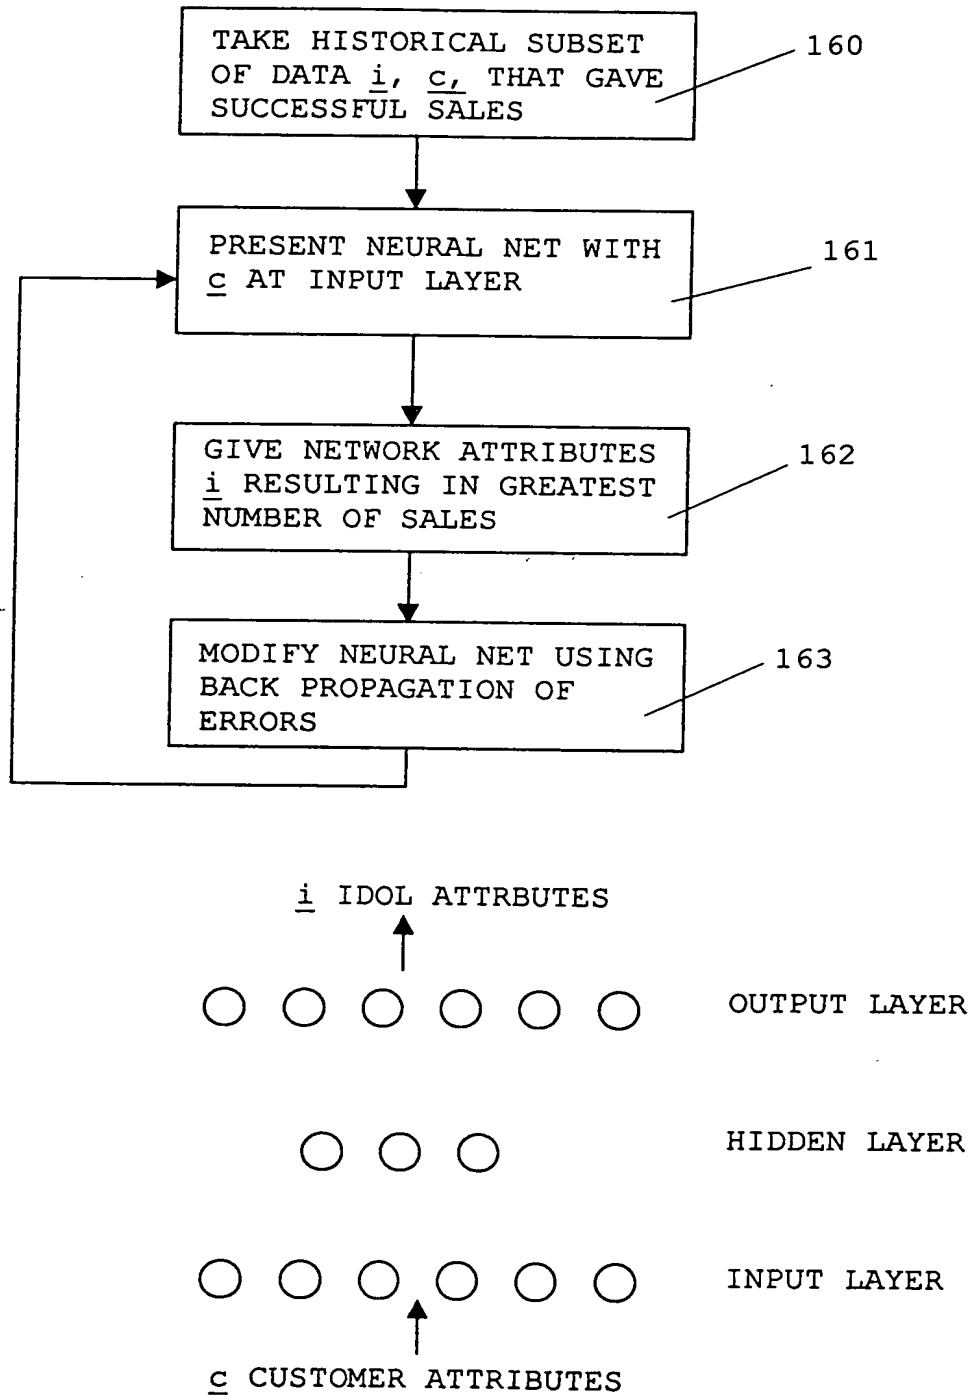 TAKE HISTORICAL SUBSET
OF DATA i, c, THAT GAVE
SUCCESSFUL SALES
160
PRESENT NEURAL NET WITH
c AT INPUT LAYER
161
GIVE NETWORK ATTRIBUTES
i RESULTING IN GREATEST
NUMBER OF SALES
162
MODIFY NEURAL NET USING
BACK PROPAGATION OF
ERRORS
163
i IDOL ATTRBUTES
OUTPUT LAYER
HIDDEN LAYER
INPUT LAYER
c CUSTOMER ATTRIBUTES